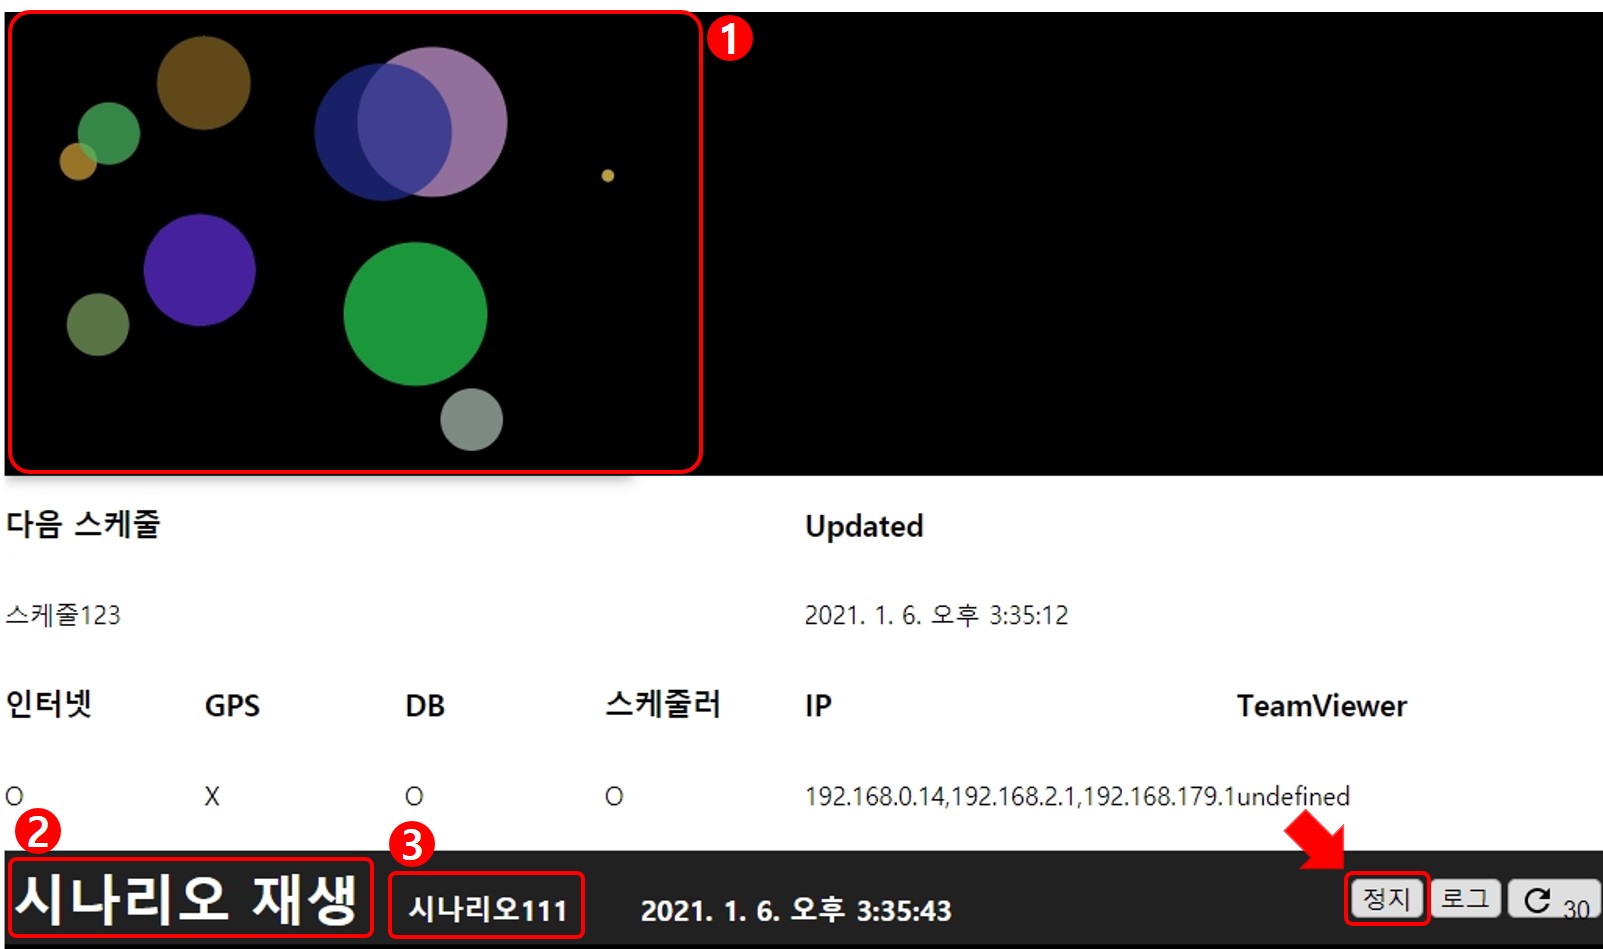 1
다음 스케줄 Updated
스케줄123 2021. 1. 6. 오후 3:35:12
인터넷 GPS DB 스케줄러 IP TeamViewer
O X O O 192.168.0.14,192.168.2.1,192.168.179.1undefined
2 3
시나리오 재생 시나리오111 2021. 1. 6. 오후 3:35:43 정지 로그 30